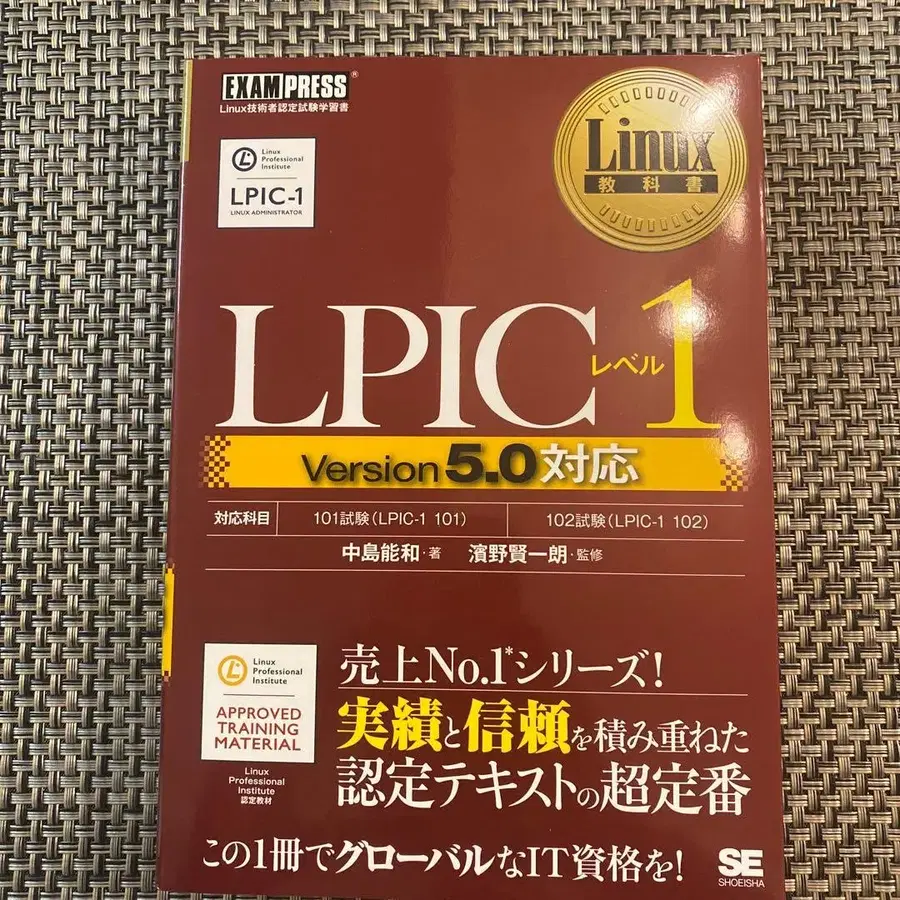 EXAMPRESS®
Linux技術者認定試験学習書
Linux
Professional
Institute
LPIC-1
LINUX ADMINISTRATOR
Linux
教科書
LPIC レベル 1
Version 5.0 対応
対応科目 101試験（LPIC-1 101） 102試験（LPIC-1 102）
中島能和・著 濱野賢一朗・監修
Linux
Professional
Institute
APPROVED
TRAINING
MATERIAL
Linux
Professional
Institute
認定教材
売上No.1*シリーズ！
実績と信頼を積み重ねた
認定テキストの超定番
この1冊でグローバルなIT資格を！
SE
SHOEISHA